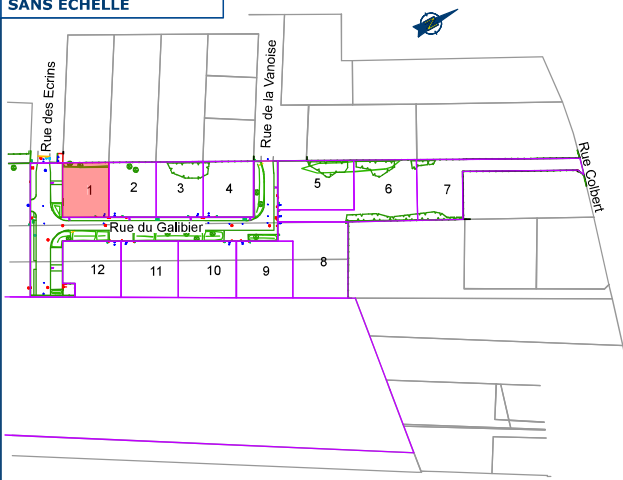 SANS ECHELLE
Rue des Ecrins
Rue de la Vanoise
Rue Colbert
1
2
3
4
5
6
7
Rue du Galibier
12
11
10
9
8